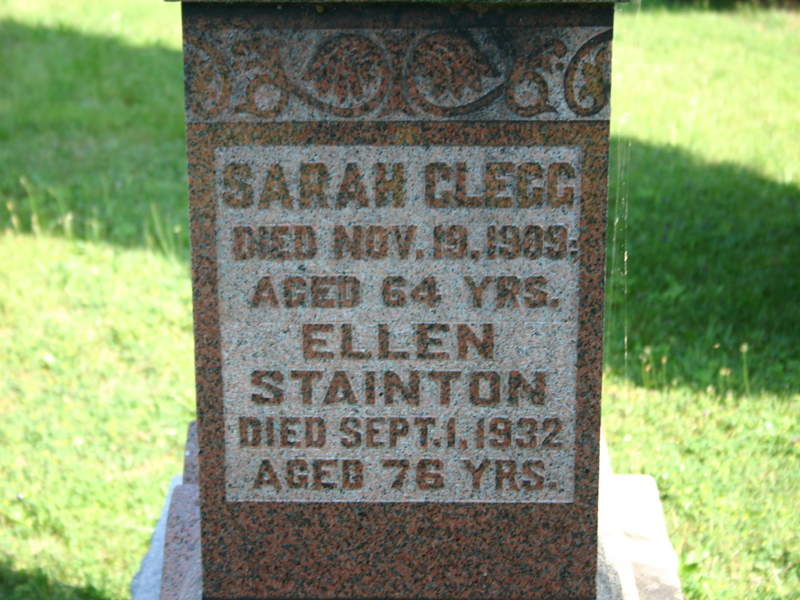 SARAH CLEGG
DIED NOV. 19, 1909:
AGED 64 YRS.
ELLEN
STAINTON
DIED SEPT. 1, 1932
AGED 76 YRS.